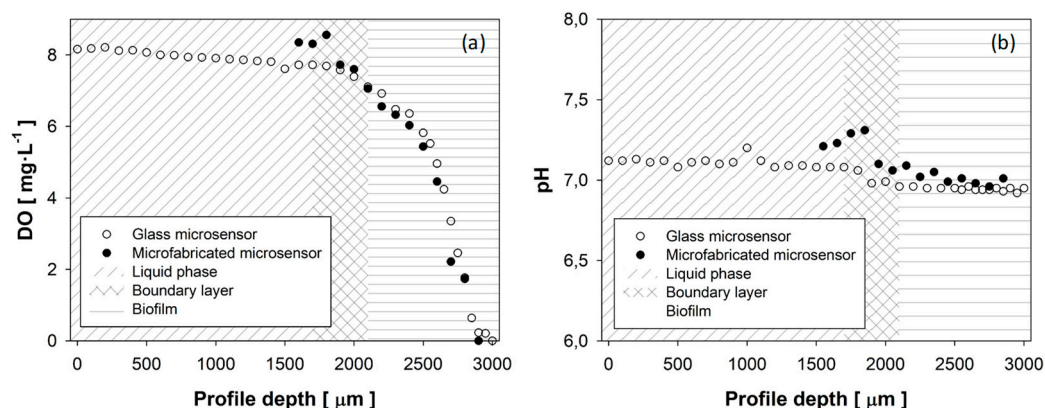 (a)
DO [ mg·L-1 ]
8
6
4
2
0
Glass microsensor
Microfabricated microsensor
Liquid phase
Boundary layer
Biofilm
0 500 1000 1500 2000 2500 3000
Profile depth [ μm ]
(b)
pH
8,0
7,5
7,0
6,5
6,0
Glass microsensor
Microfabricated microsensor
Liquid phase
Boundary layer
Biofilm
0 500 1000 1500 2000 2500 3000
Profile depth [ μm ]